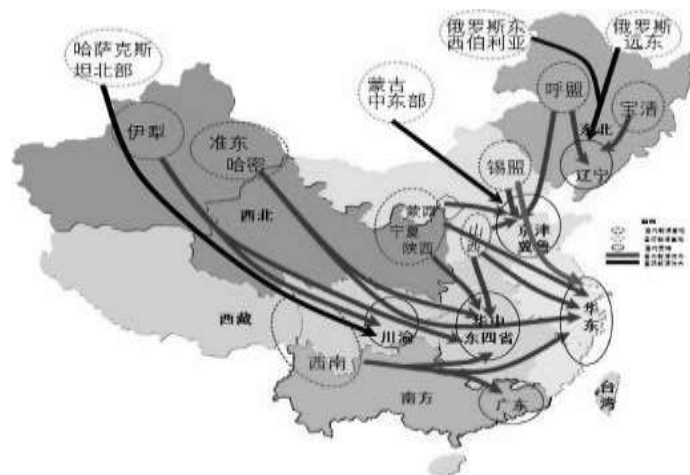 俄罗斯东
西伯利亚
俄罗斯
远东
哈萨克斯
坦北部
蒙古
中东部
呼盟
宝清
伊犁
准东
哈密
东北
辽宁
锡盟
西北
蒙西
宁夏
陕西
山西
京津
冀鲁
西藏
川渝
华中
东四省
华东
西南
南方
广东
台湾